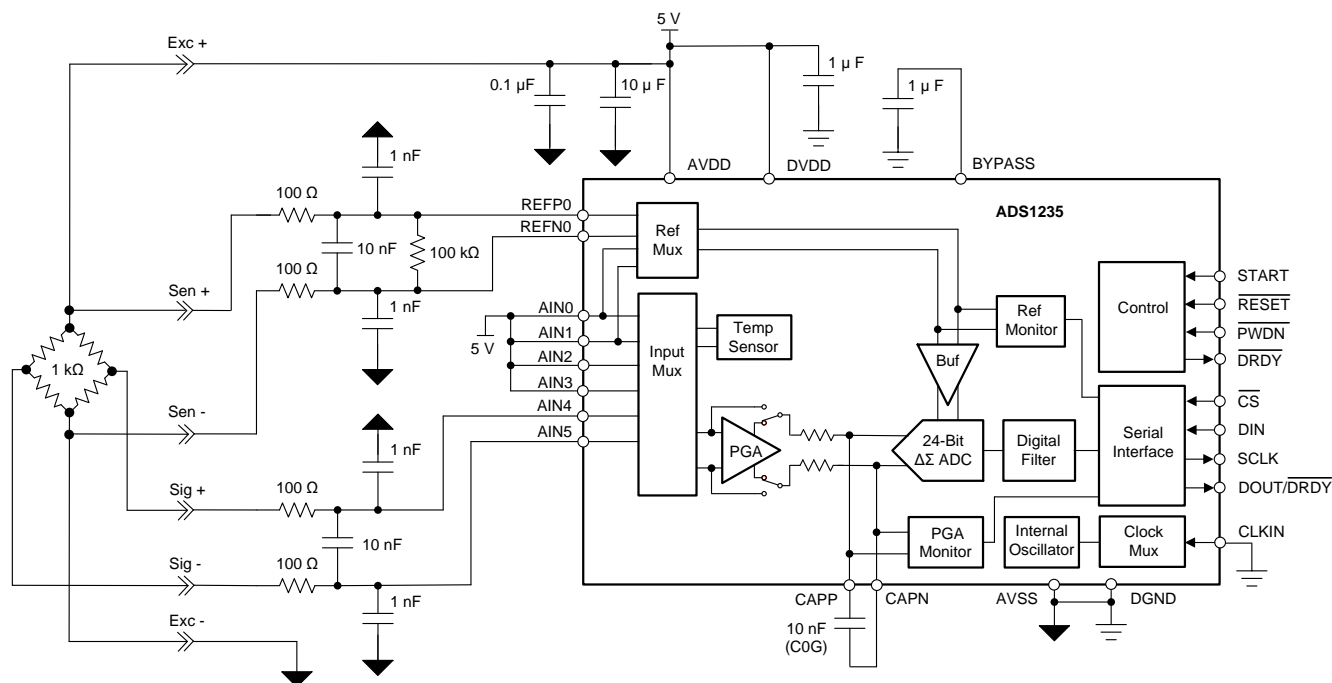 5 V
Exc +
0.1 µF
10 µ F
1 µ F
1 µ F
AVDD
DVDD
BYPASS
1 nF
100 Ω
REFP0
REFN0
Ref
Mux
ADS1235
10 nF
100 kΩ
100 Ω
Sen +
1 nF
START
RESET
PWDN
DRDY
Control
Ref
Monitor
AIN0
AIN1
AIN2
AIN3
AIN4
AIN5
5 V
Input
Mux
Temp
Sensor
Buf
1 kΩ
Sen -
CS
DIN
SCLK
DOUT/DRDY
PGA
24-Bit
ΔΣ ADC
Digital
Filter
Serial
Interface
1 nF
Sig +
100 Ω
10 nF
Sig -
100 Ω
1 nF
PGA
Monitor
Internal
Oscillator
Clock
Mux
CLKIN
CAPP
CAPN
AVSS
DGND
Exc -
10 nF
(C0G)